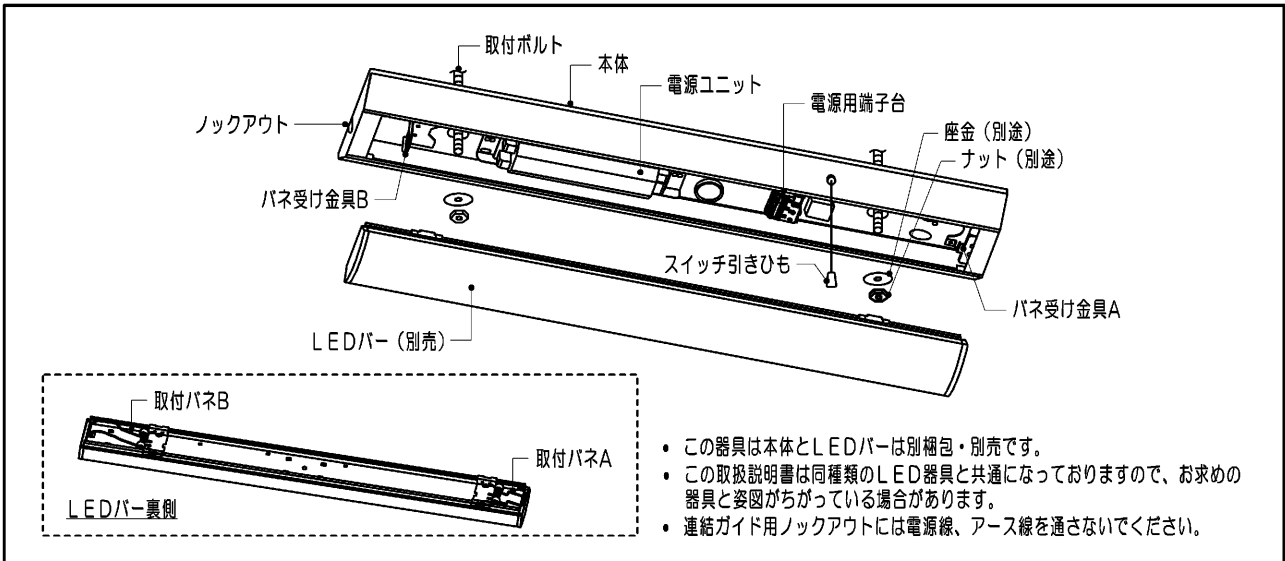 取付ボルト
本体
電源ユニット
電源用端子台
ノックアウト
座金（別途）
ナット（別途）
バネ受け金具B
スイッチ引きひも
バネ受け金具A
ＬＥＤバー（別売）
取付バネB
取付バネA
ＬＥＤバー裏側
• この器具は本体とＬＥＤバーは別梱包・別売です。
• この取扱説明書は同種類のＬＥＤ器具と共通になっておりますので、お求めの
器具と姿図がちがっている場合があります。
• 連結ガイド用ノックアウトには電源線、アース線を通さないでください。